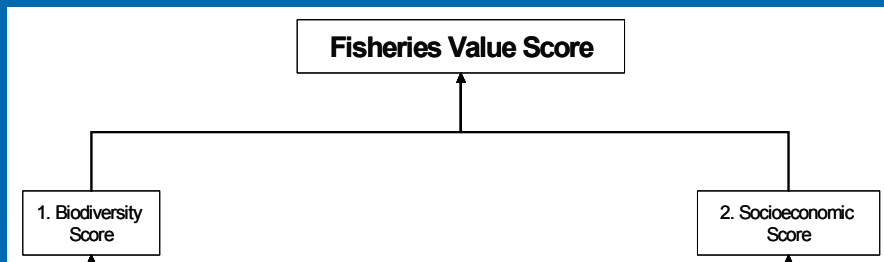 Fisheries Value Score
1. Biodiversity
Score
2. Socioeconomic
Score